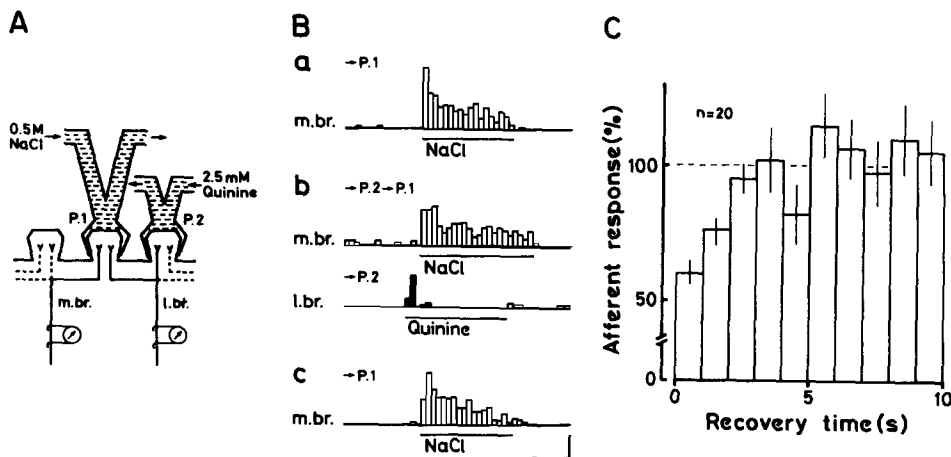 A
0.5M
NaCl
2.5mM
Quinine
P.1
P.2
m.br.
l.br.
B
a
→P.1
m.br.
NaCl
b
→P.2→P.1
m.br.
NaCl
→P.2
l.br.
Quinine
c
→P.1
m.br.
NaCl
C
n=20
Afferent response(%)
100
50
0
0
5
10
Recovery time(s)